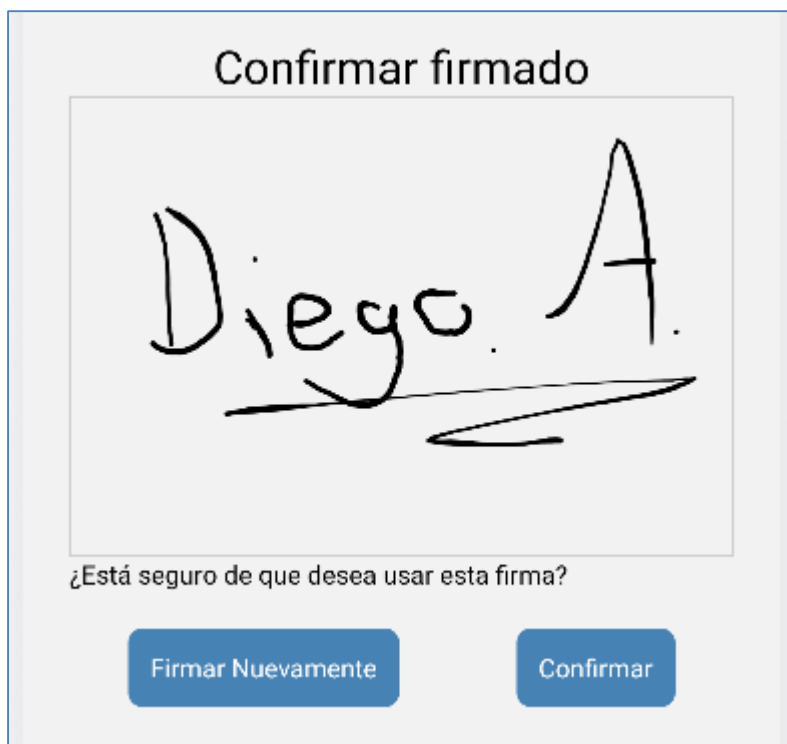 Confirmar firmado
Diego. A.
¿Está seguro de que desea usar esta firma?
Firmar Nuevamente
Confirmar